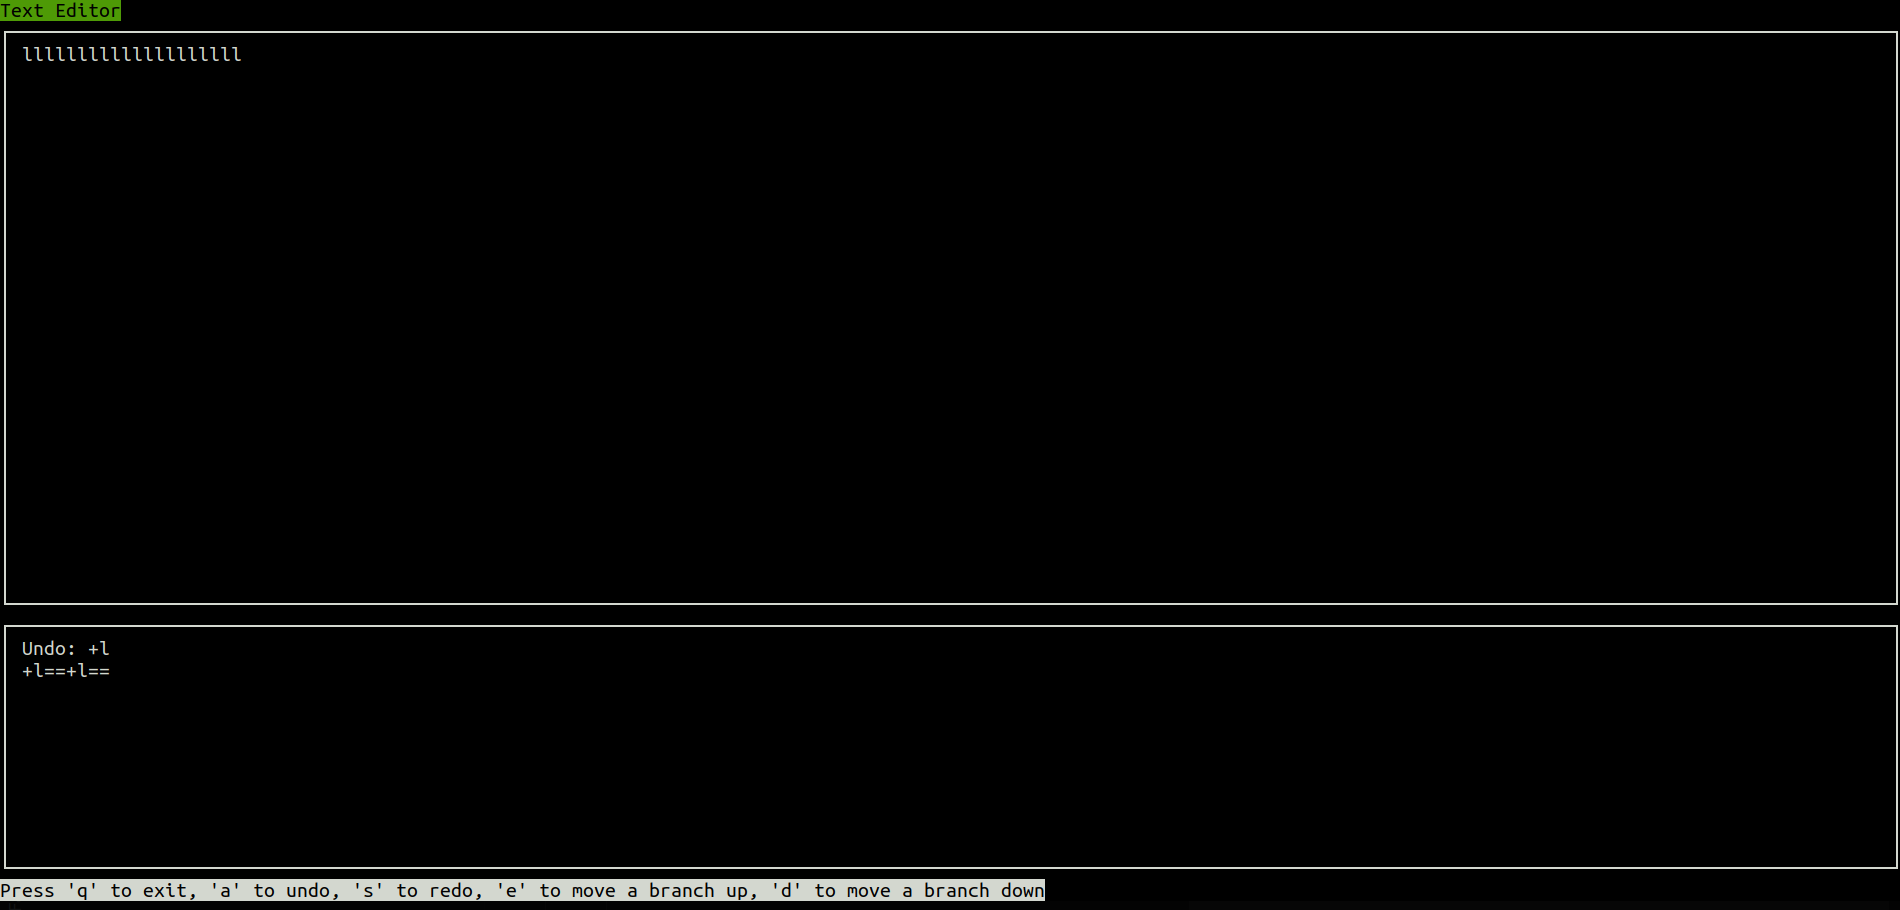 Text Editor
llllllllllllllllllll
Undo: +l
+l==+l==
Press 'q' to exit, 'a' to undo, 's' to redo, 'e' to move a branch up, 'd' to move a branch down